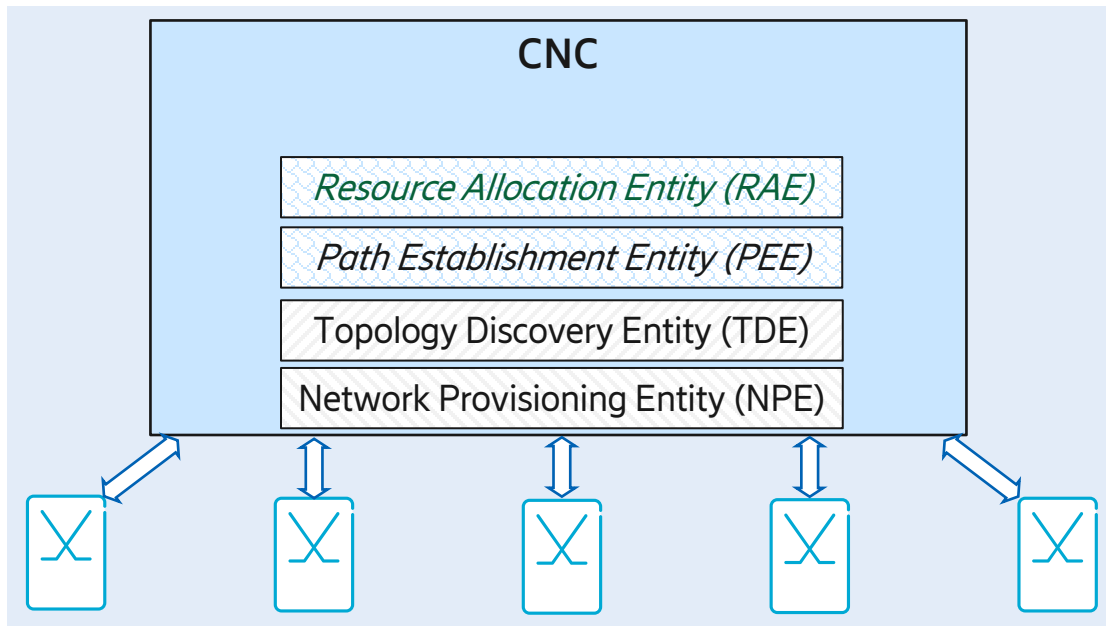 CNC
Resource Allocation Entity (RAE)
Path Establishment Entity (PEE)
Topology Discovery Entity (TDE)
Network Provisioning Entity (NPE)